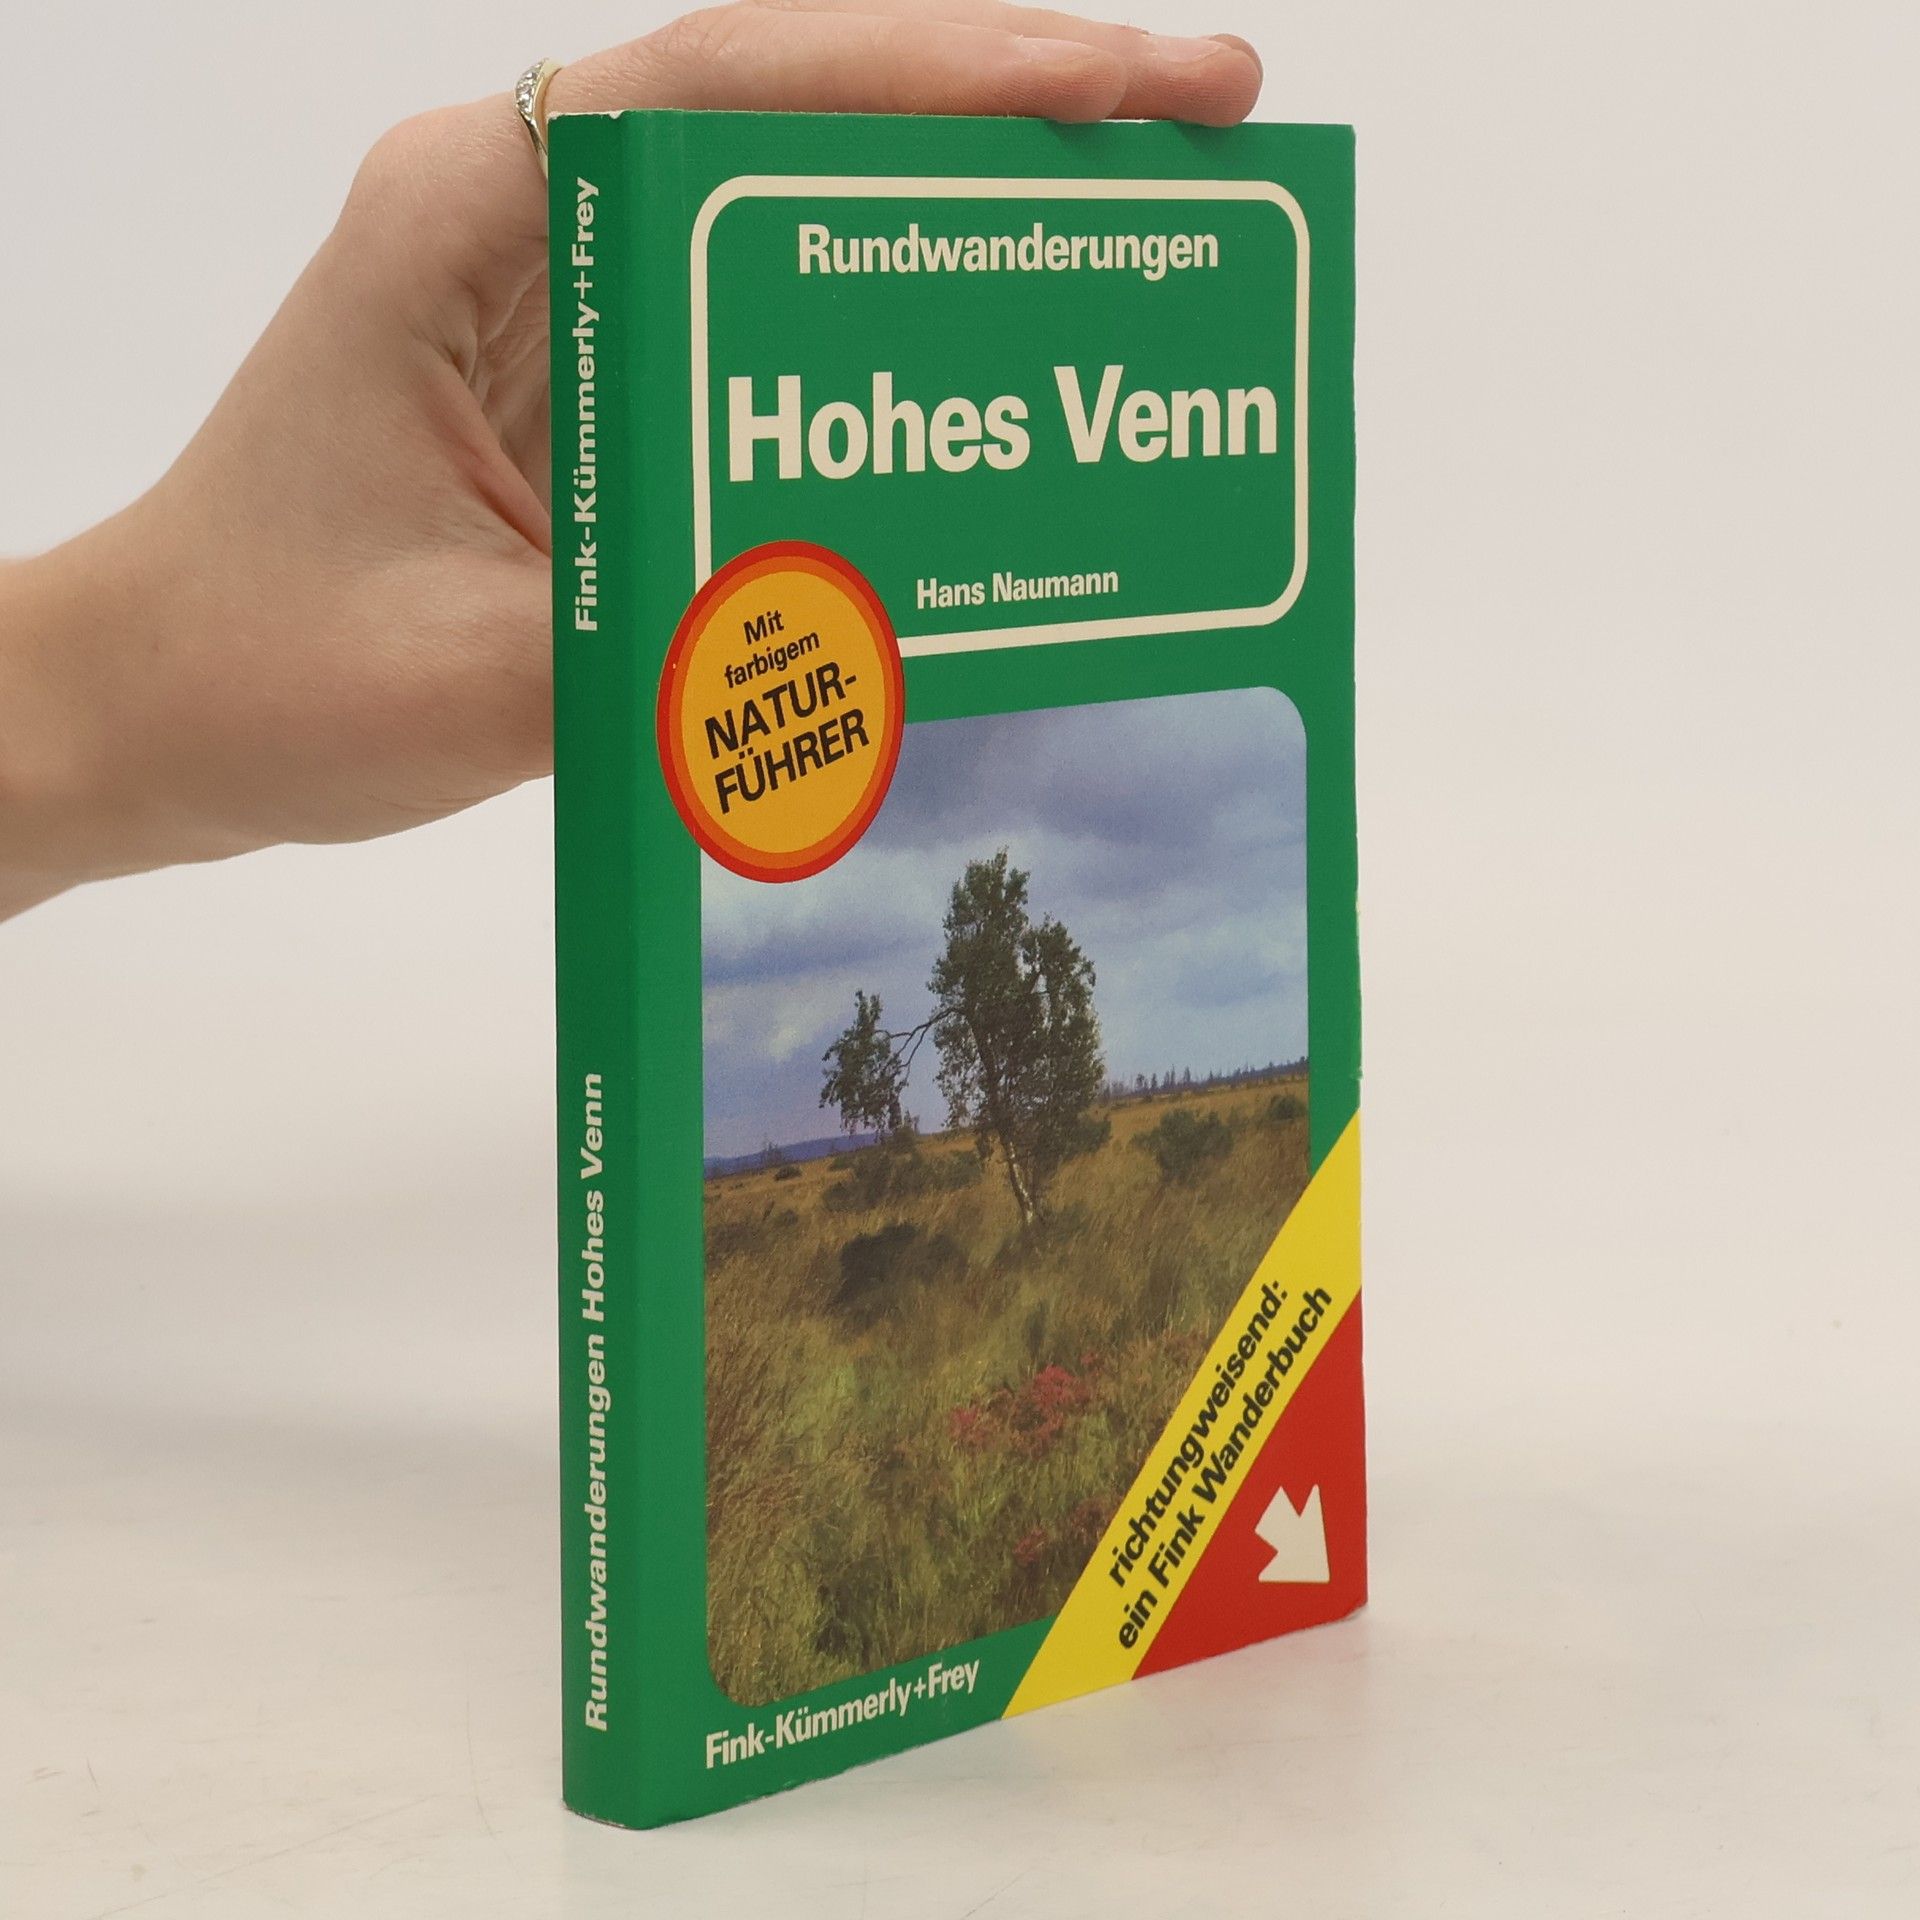 Fink-Kümmerly+Frey
Rundwanderungen Hohes Venn
Rundwanderungen
Hohes Venn
Hans Naumann
Mit
farbigem
NATUR-
FÜHRER
richtungweisend:
ein Fink Wanderbuch
Fink-Kümmerly+Frey